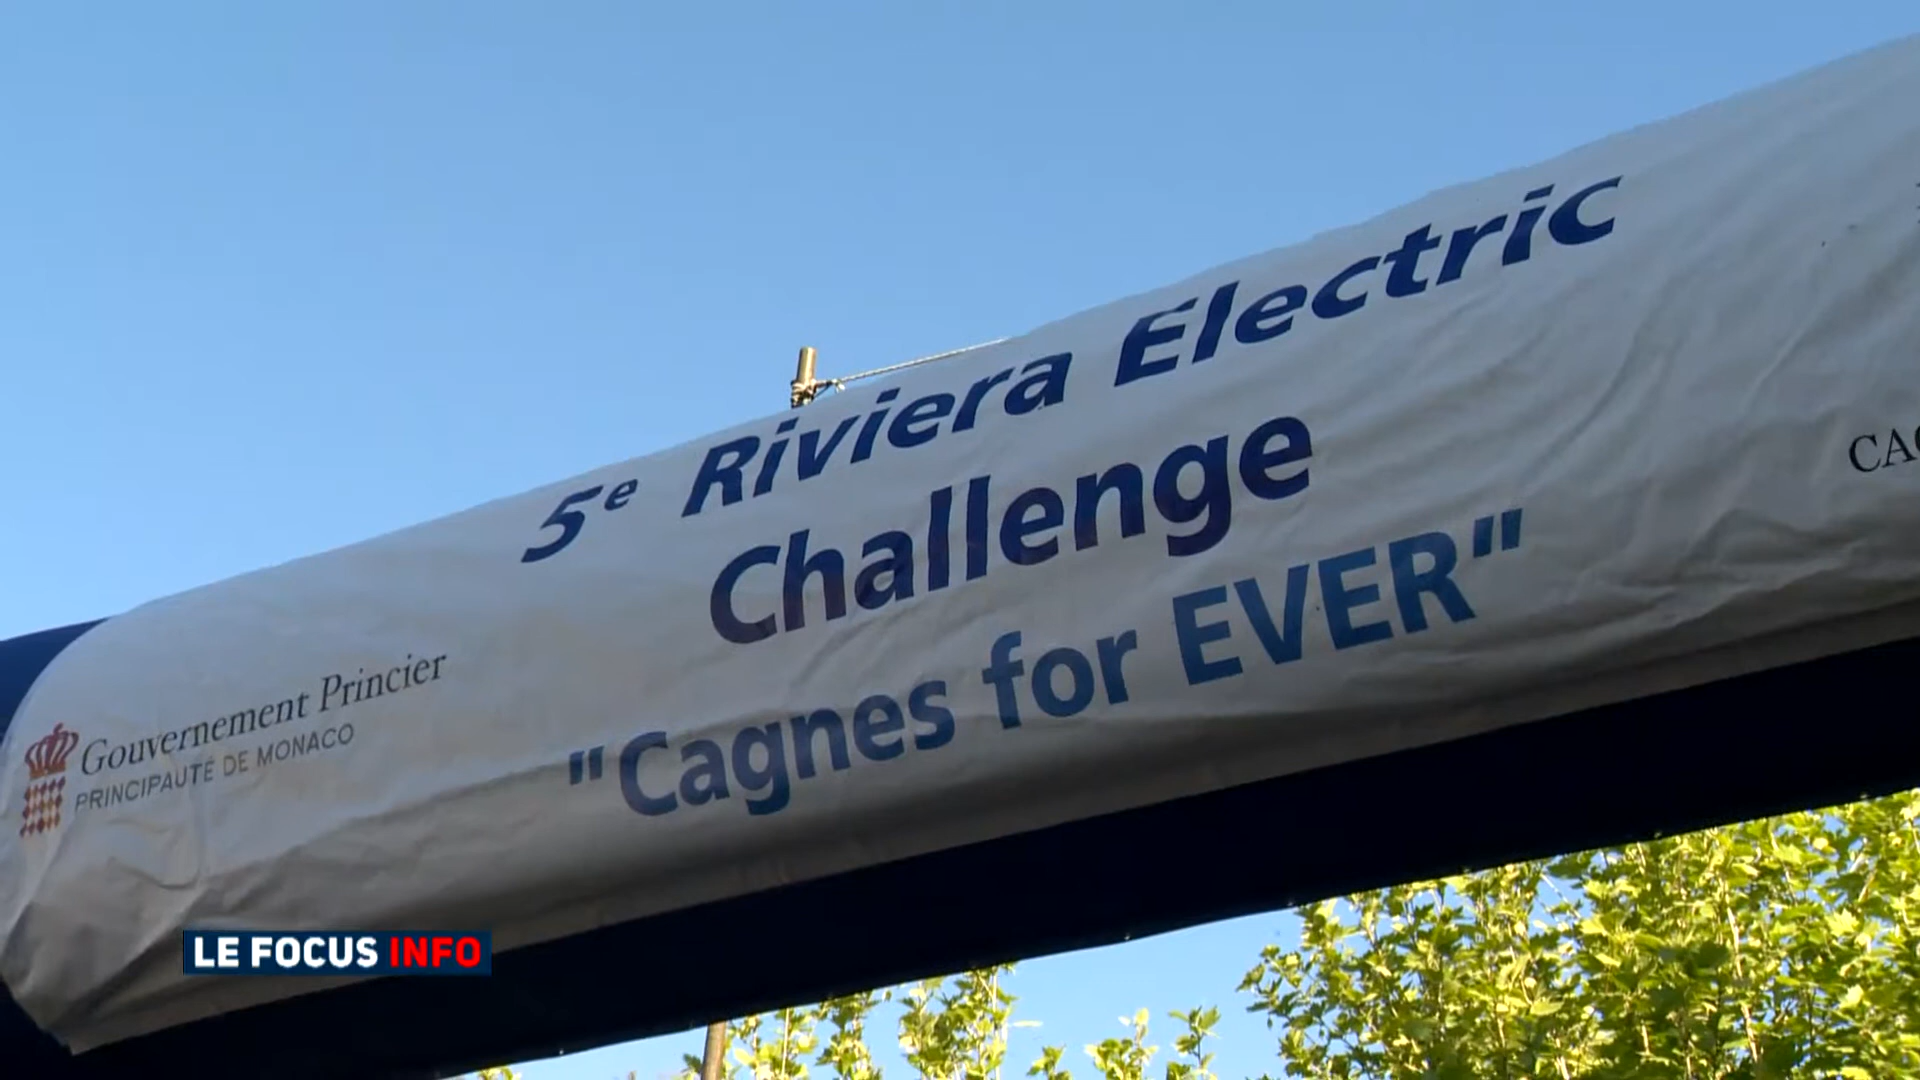 5e Riviera Electric
Challenge
"Cagnes for EVER"
Gouvernement Princier
PRINCIPAUTÉ DE MONACO
LE FOCUS INFO